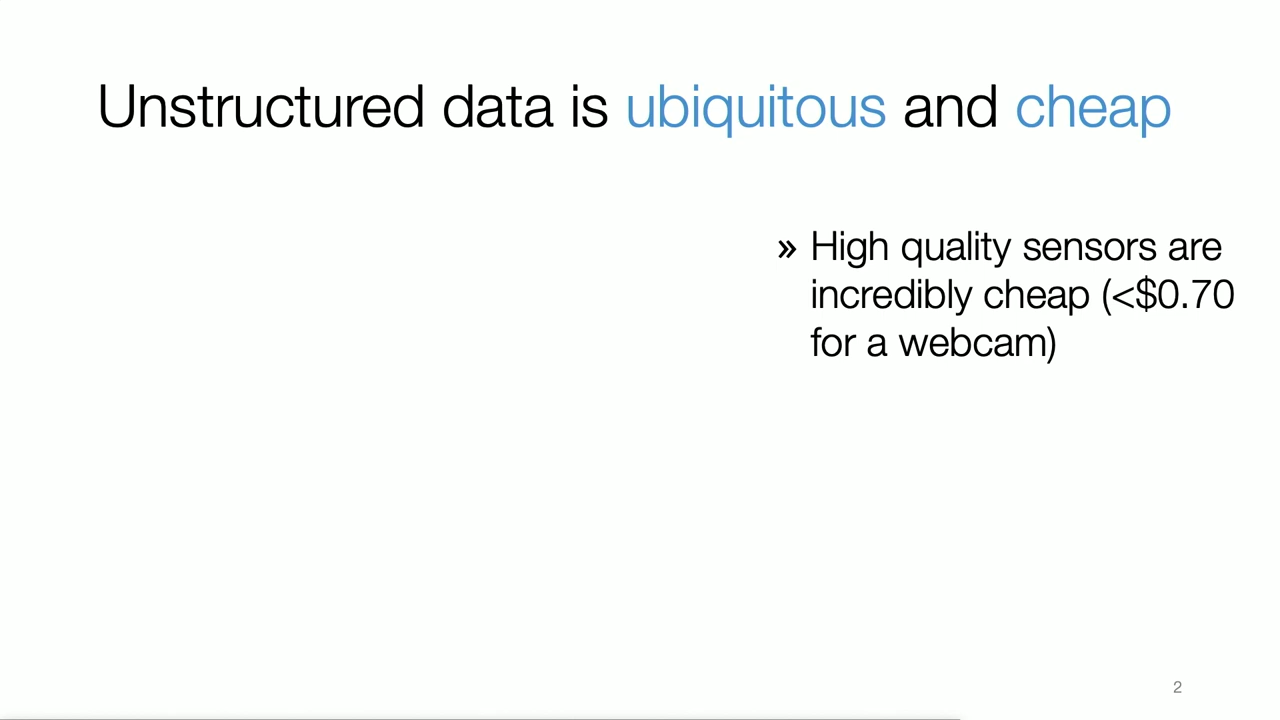 Unstructured data is ubiquitous and cheap
» High quality sensors are
incredibly cheap (<$0.70
for a webcam)
2